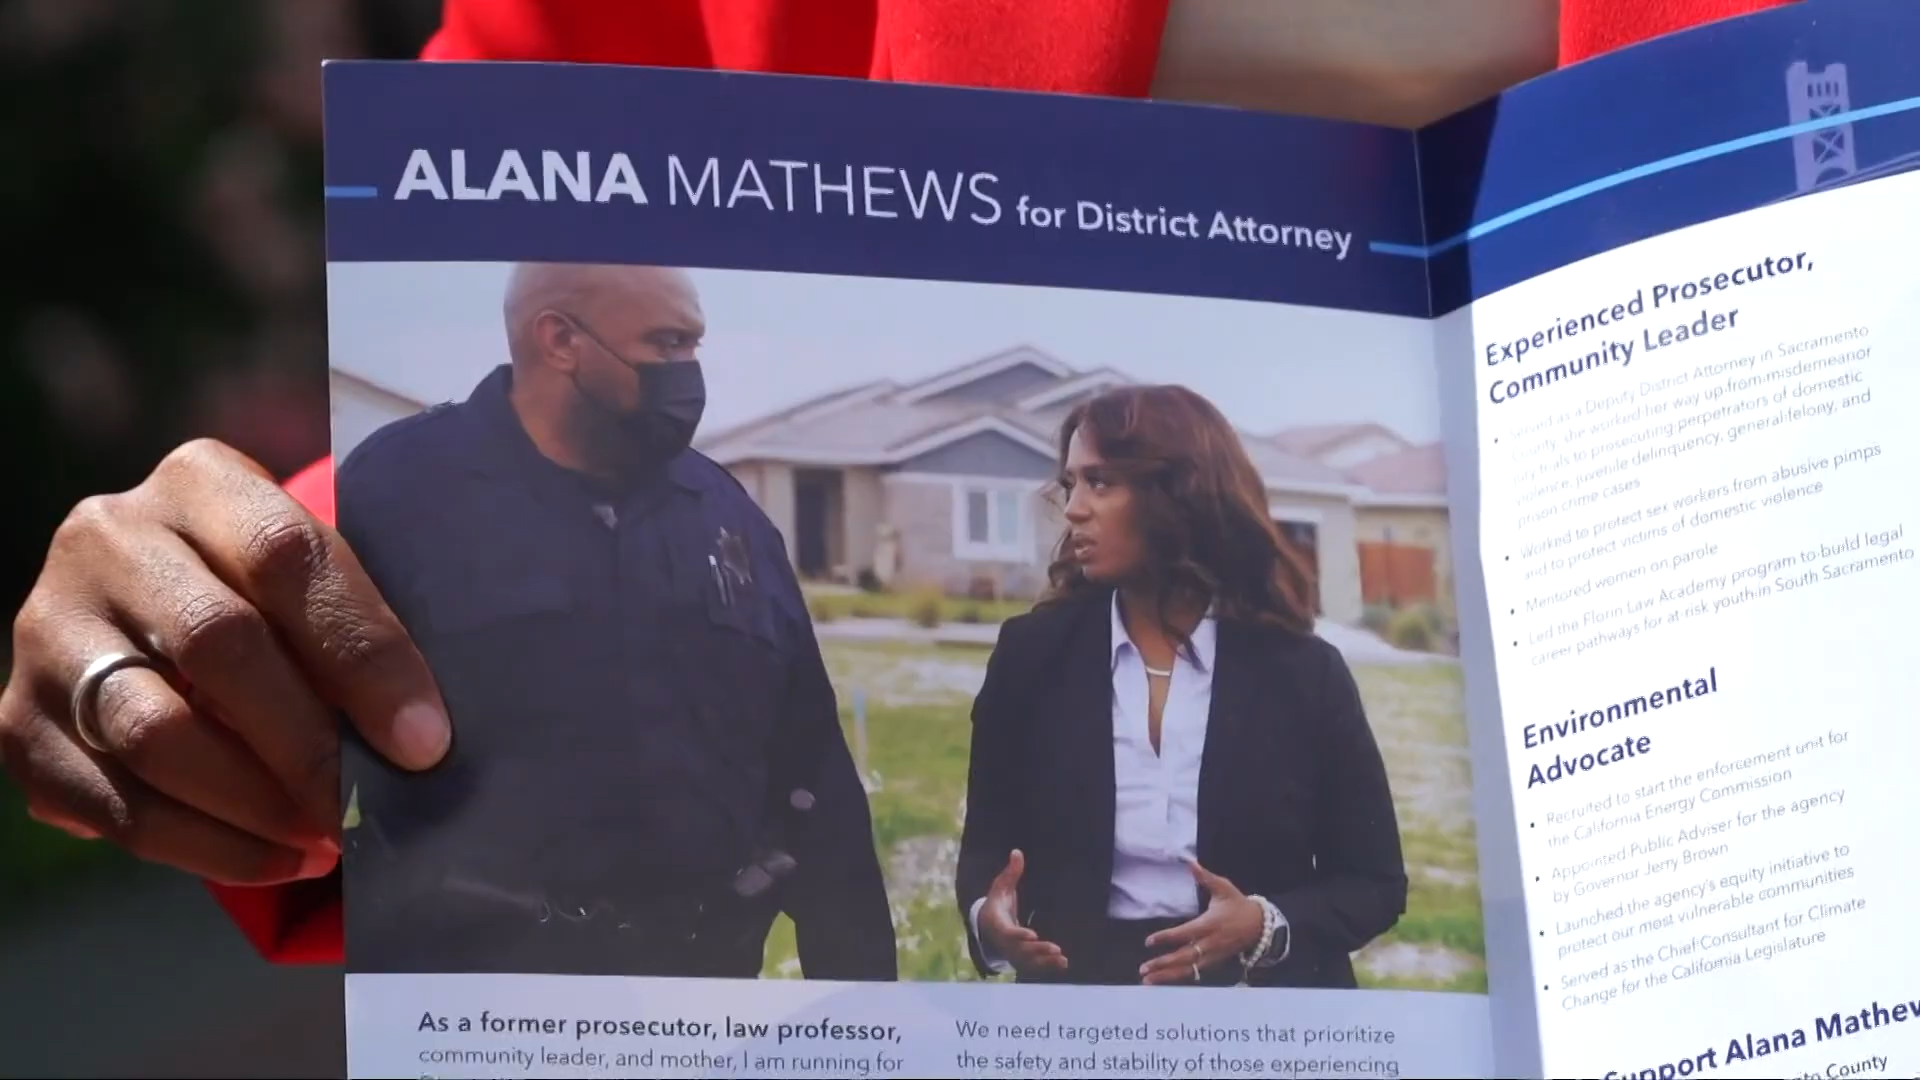 ALANA MATHEWS for District Attorney
As a former prosecutor, law professor,
community leader, and mother, I am running for
We need targeted solutions that prioritize
the safety and stability of those experiencing
Experienced Prosecutor,
Community Leader
• Served as a Deputy District Attorney in Sacramento
County, she worked her way up from misdemeanor
jury trials to prosecuting perpetrators of domestic
violence, juvenile delinquency, general felony, and
prison crime cases
• Worked to protect sex workers from abusive pimps
and to protect victims of domestic violence
• Mentored women on parole
• Led the Florin Law Academy program to build legal
career pathways for at-risk youth in South Sacramento
Environmental
Advocate
• Recruited to start the enforcement unit for
the California Energy Commission
• Appointed Public Adviser for the agency
by Governor Jerry Brown
• Launched the agency's equity initiative to
protect our most vulnerable communities
• Served as the Chief Consultant for Climate
Change for the California Legislature
Support Alana Mathew
County